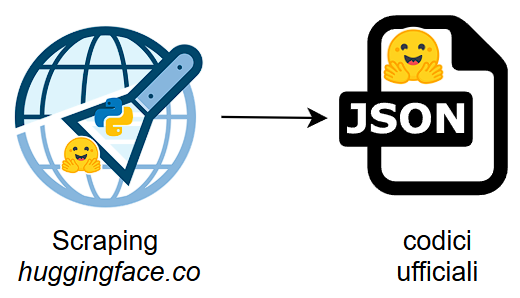 JSON
Scraping
huggingface.co
codici
ufficiali